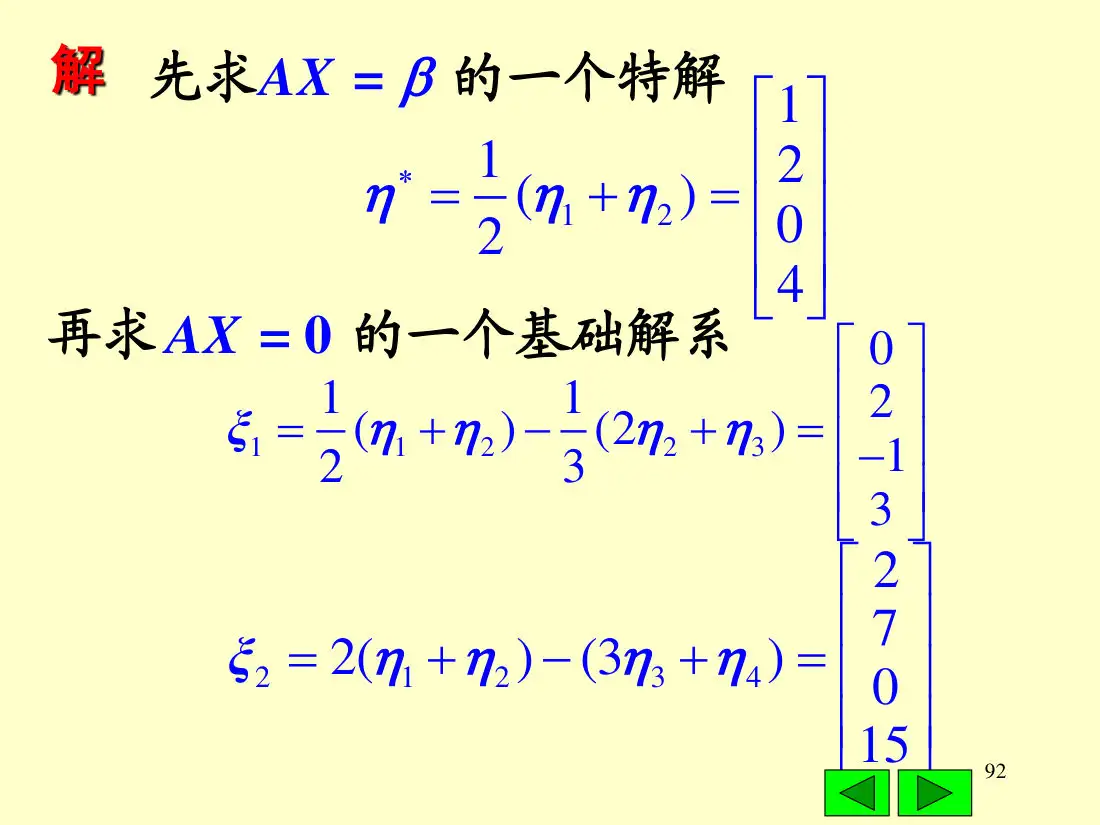 解 先求AX = β 的一个特解
η* = 1/2 (η₁ + η₂) = [1 2 0 4]
再求 AX = 0 的一个基础解系
ξ₁ = 1/2 (η₁ + η₂) − 1/3 (2η₂ + η₃) = [0 2 −1 3]
ξ₂ = 2(η₁ + η₂) − (3η₃ + η₄) = [2 7 0 15]
92